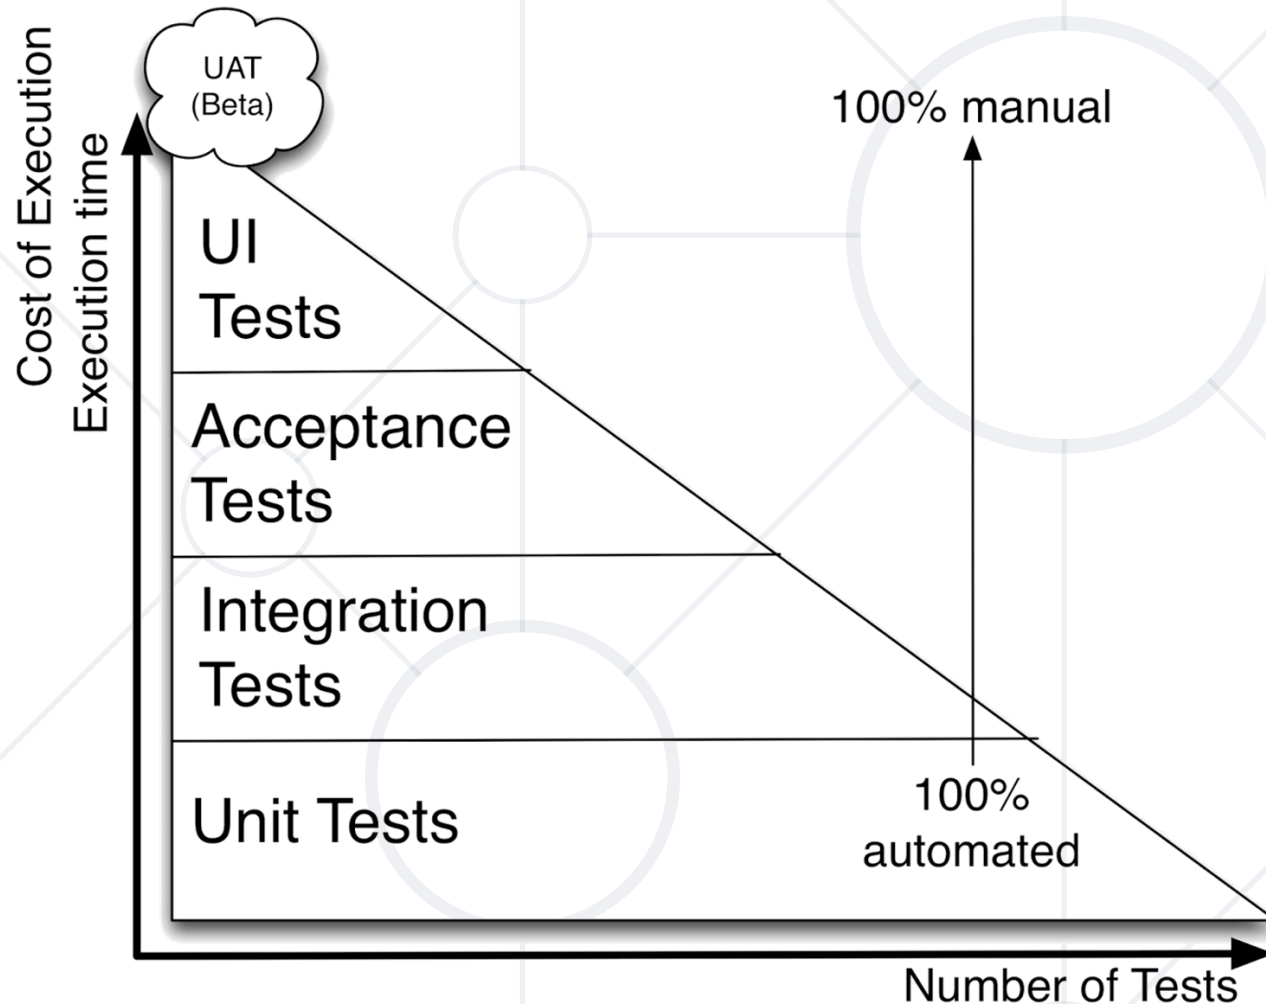 UAT
(Beta)
Cost of Execution
Execution time
100% manual
UI
Tests
Acceptance
Tests
Integration
Tests
Unit Tests
100%
automated
Number of Tests